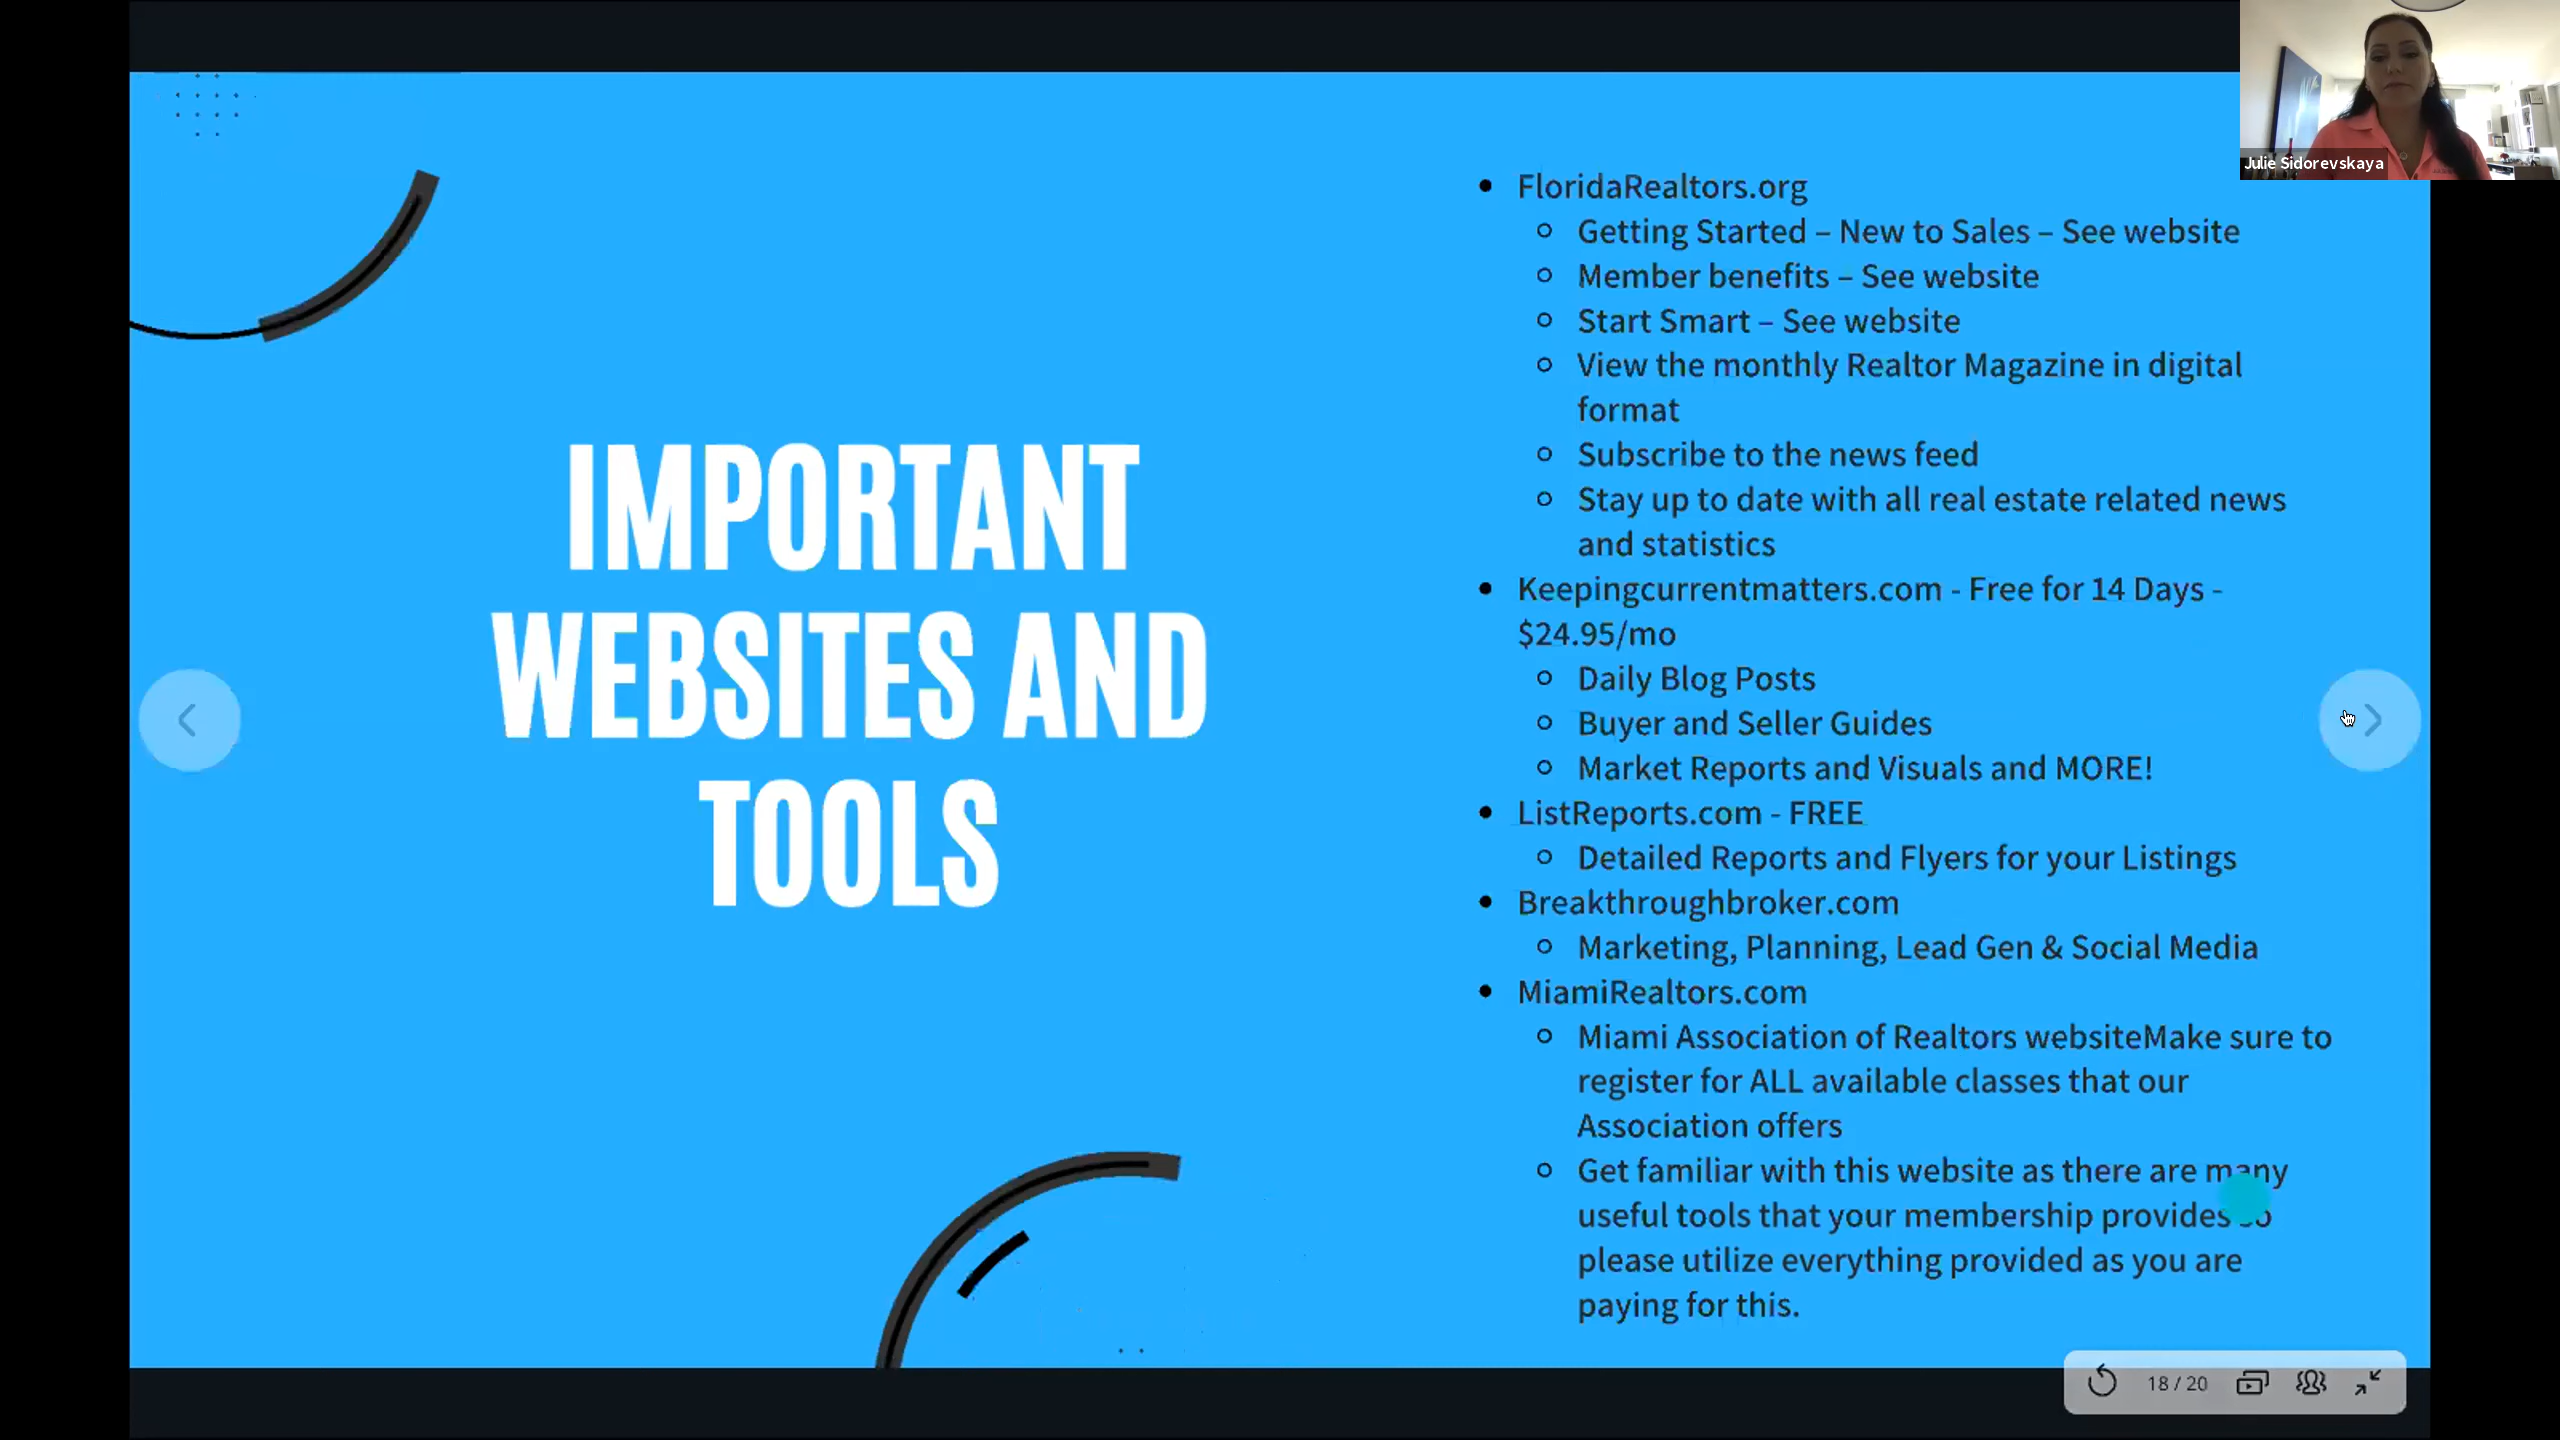 Julie Sidorevskaya
IMPORTANT
WEBSITES AND
TOOLS
• FloridaRealtors.org
○ Getting Started – New to Sales – See website
○ Member benefits – See website
○ Start Smart – See website
○ View the monthly Realtor Magazine in digital
format
○ Subscribe to the news feed
○ Stay up to date with all real estate related news
and statistics
• Keepingcurrentmatters.com - Free for 14 Days -
$24.95/mo
○ Daily Blog Posts
○ Buyer and Seller Guides
○ Market Reports and Visuals and MORE!
• ListReports.com - FREE
○ Detailed Reports and Flyers for your Listings
• Breakthroughbroker.com
○ Marketing, Planning, Lead Gen & Social Media
• MiamiRealtors.com
○ Miami Association of Realtors websiteMake sure to
register for ALL available classes that our
Association offers
○ Get familiar with this website as there are many
useful tools that your membership provides so
please utilize everything provided as you are
paying for this.
18 / 20